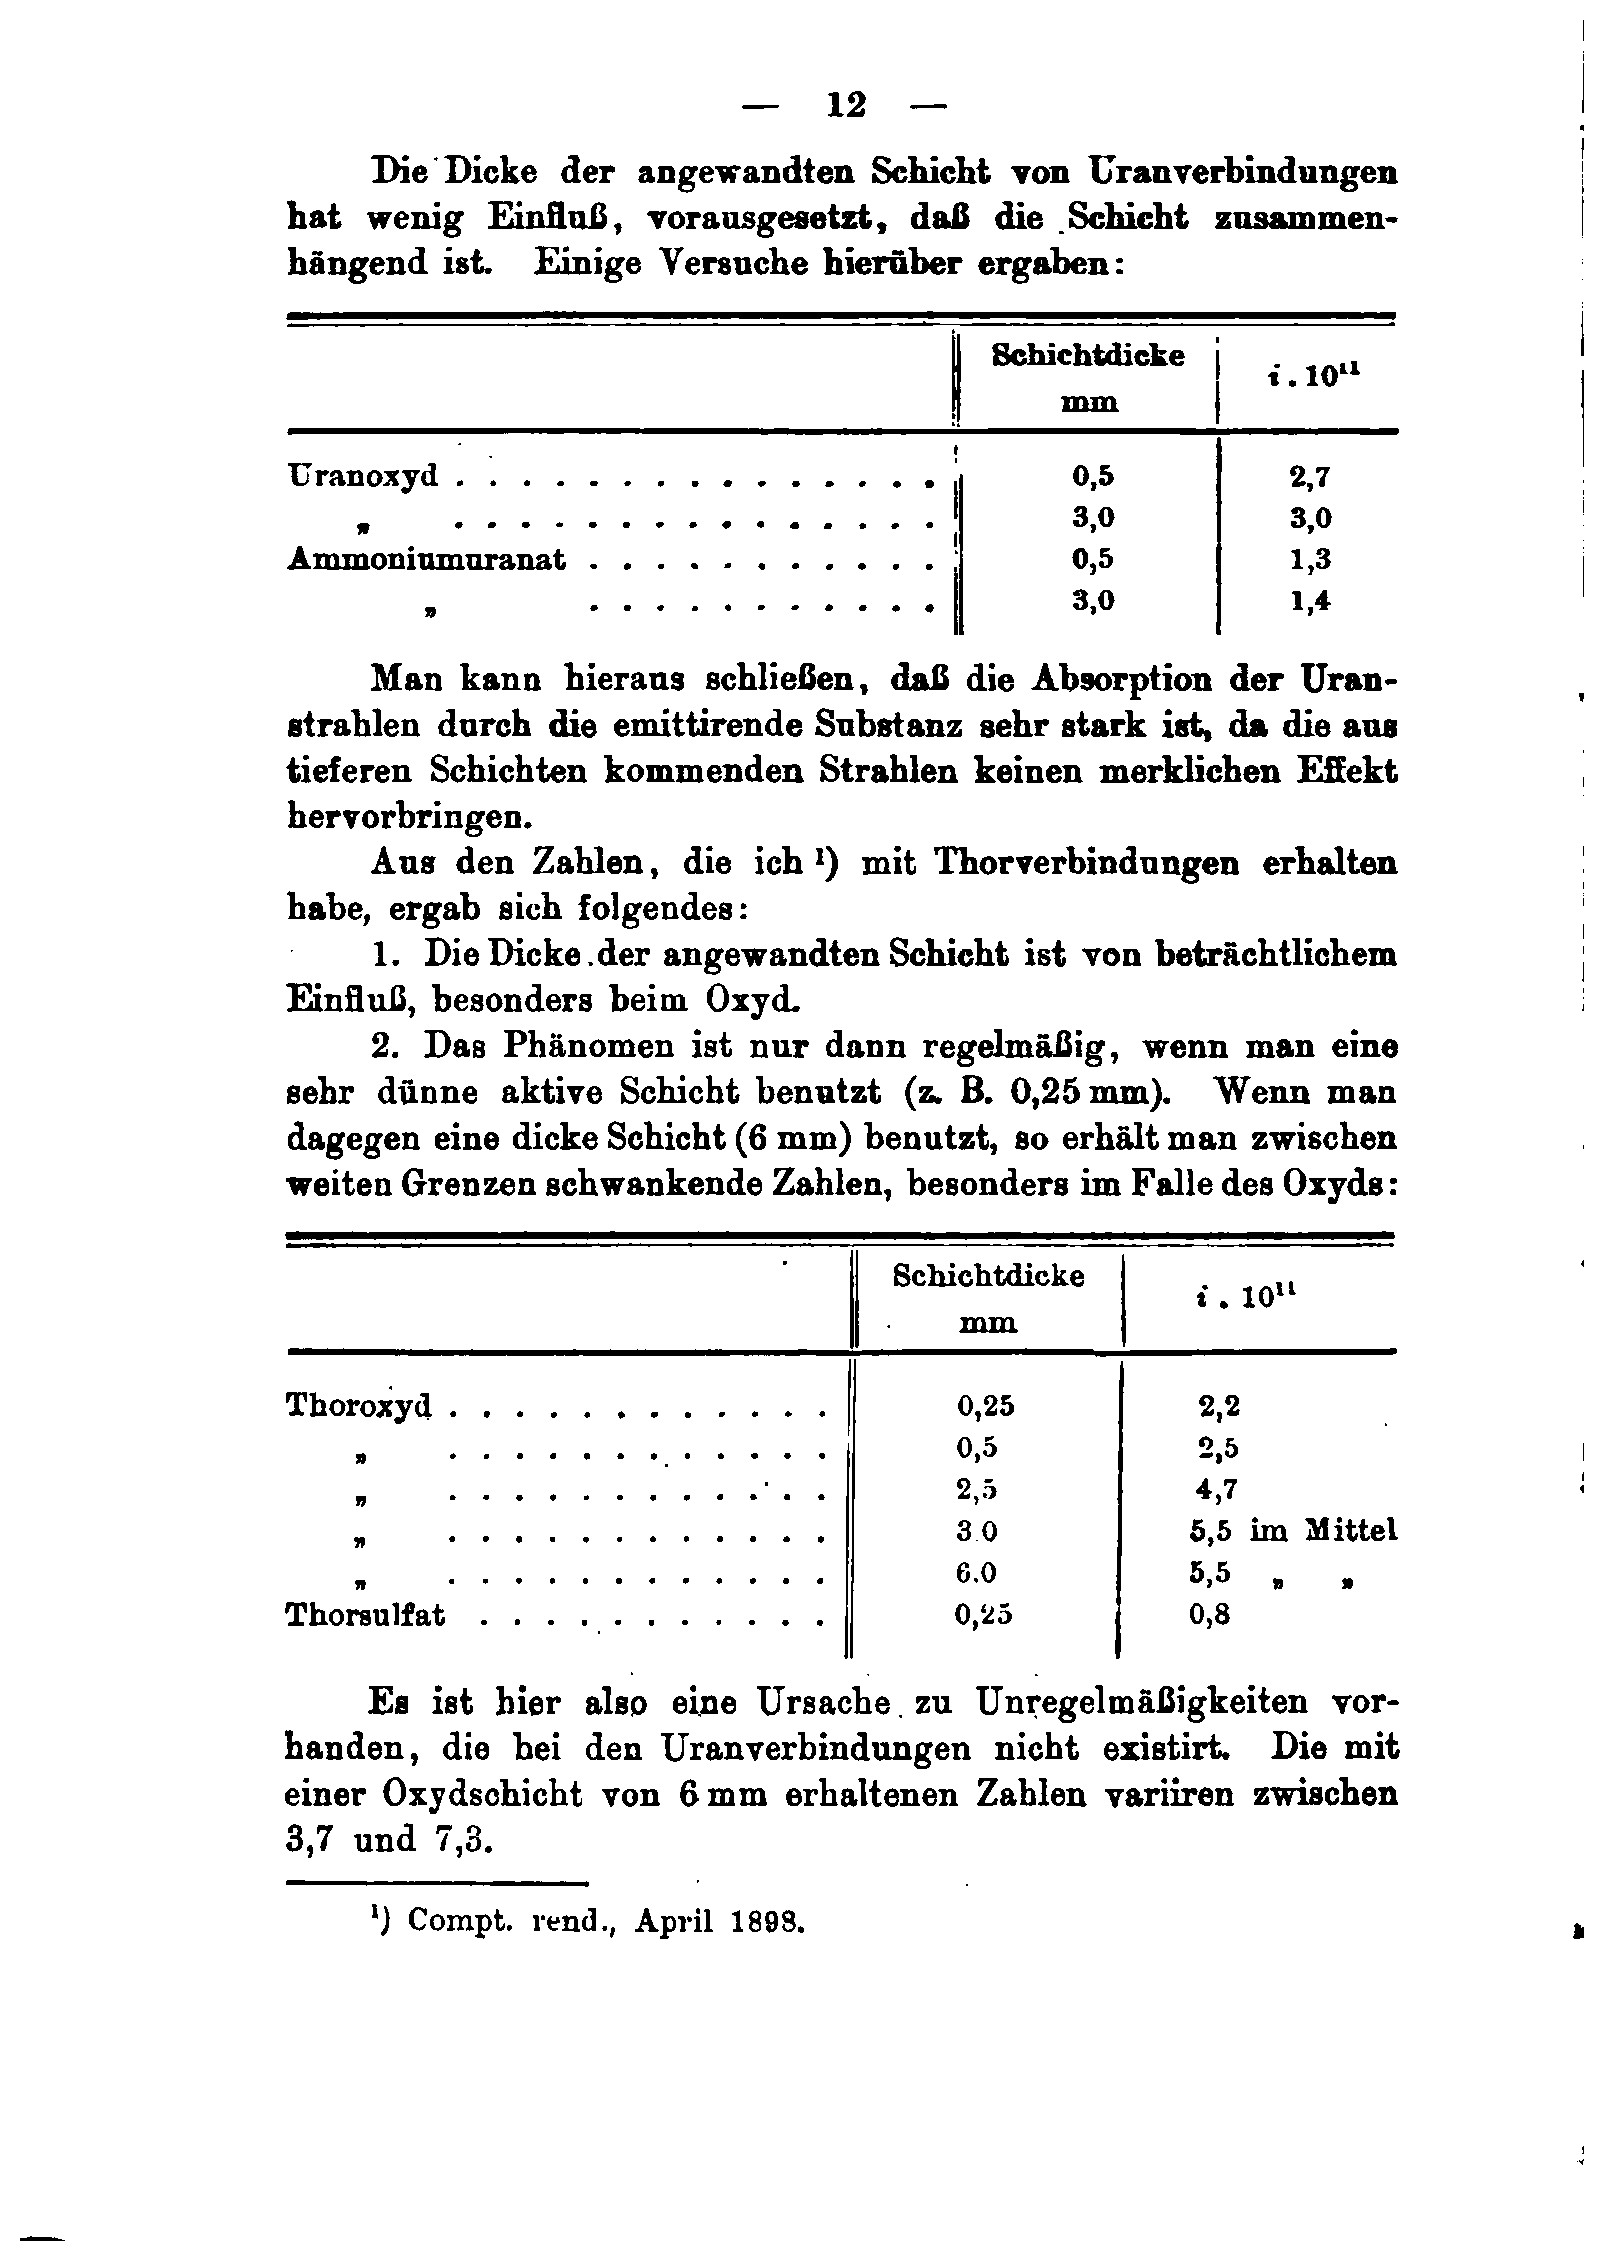 — 12 —
Die Dicke der angewandten Schicht von Uranverbindungen
hat wenig Einfluß, vorausgesetzt, daß die Schicht zusammen-
hängend ist. Einige Versuche hierüber ergaben:
Schichtdicke
mm
i . 10¹¹
Uranoxyd . . . . . . . . . . . . . . . 0,5 2,7
„ . . . . . . . . . . . . . . . 3,0 3,0
Ammoniumuranat . . . . . . . . . . . 0,5 1,3
„ . . . . . . . . . . . 3,0 1,4
Man kann hieraus schließen, daß die Absorption der Uran-
strahlen durch die emittirende Substanz sehr stark ist, da die aus
tieferen Schichten kommenden Strahlen keinen merklichen Effekt
hervorbringen.
Aus den Zahlen, die ich ¹) mit Thorverbindungen erhalten
habe, ergab sich folgendes:
1. Die Dicke der angewandten Schicht ist von beträchtlichem
Einfluß, besonders beim Oxyd.
2. Das Phänomen ist nur dann regelmäßig, wenn man eine
sehr dünne aktive Schicht benutzt (z. B. 0,25 mm). Wenn man
dagegen eine dicke Schicht (6 mm) benutzt, so erhält man zwischen
weiten Grenzen schwankende Zahlen, besonders im Falle des Oxyds:
Schichtdicke
mm
i . 10¹¹
Thoroxyd . . . . . . . . . . . . 0,25 2,2
„ . . . . . . . . . . . . 0,5 2,5
„ . . . . . . . . . . . . 2,5 4,7
„ . . . . . . . . . . . . 3.0 5,5 im Mittel
„ . . . . . . . . . . . . 6.0 5,5 „ „
Thorsulfat . . . . . . . . . . . 0,25 0,8
Es ist hier also eine Ursache zu Unregelmäßigkeiten vor-
handen, die bei den Uranverbindungen nicht existirt. Die mit
einer Oxydschicht von 6 mm erhaltenen Zahlen variiren zwischen
3,7 und 7,3.
¹) Compt. rend., April 1898.